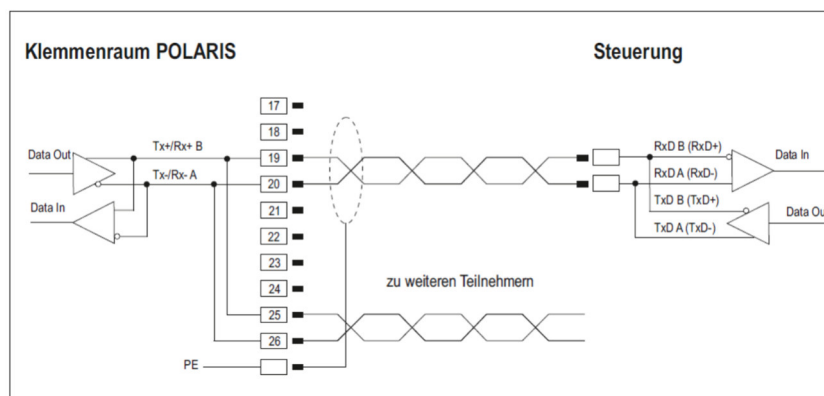 Klemmenraum POLARIS
Steuerung
17
18
Tx+/Rx+ B
19
RxD B (RxD+)
Data Out
Data In
Tx-/Rx- A
20
RxD A (RxD-)
Data In
21
TxD B (TxD+)
Data Out
22
TxD A (TxD-)
23
24
zu weiteren Teilnehmern
25
26
PE